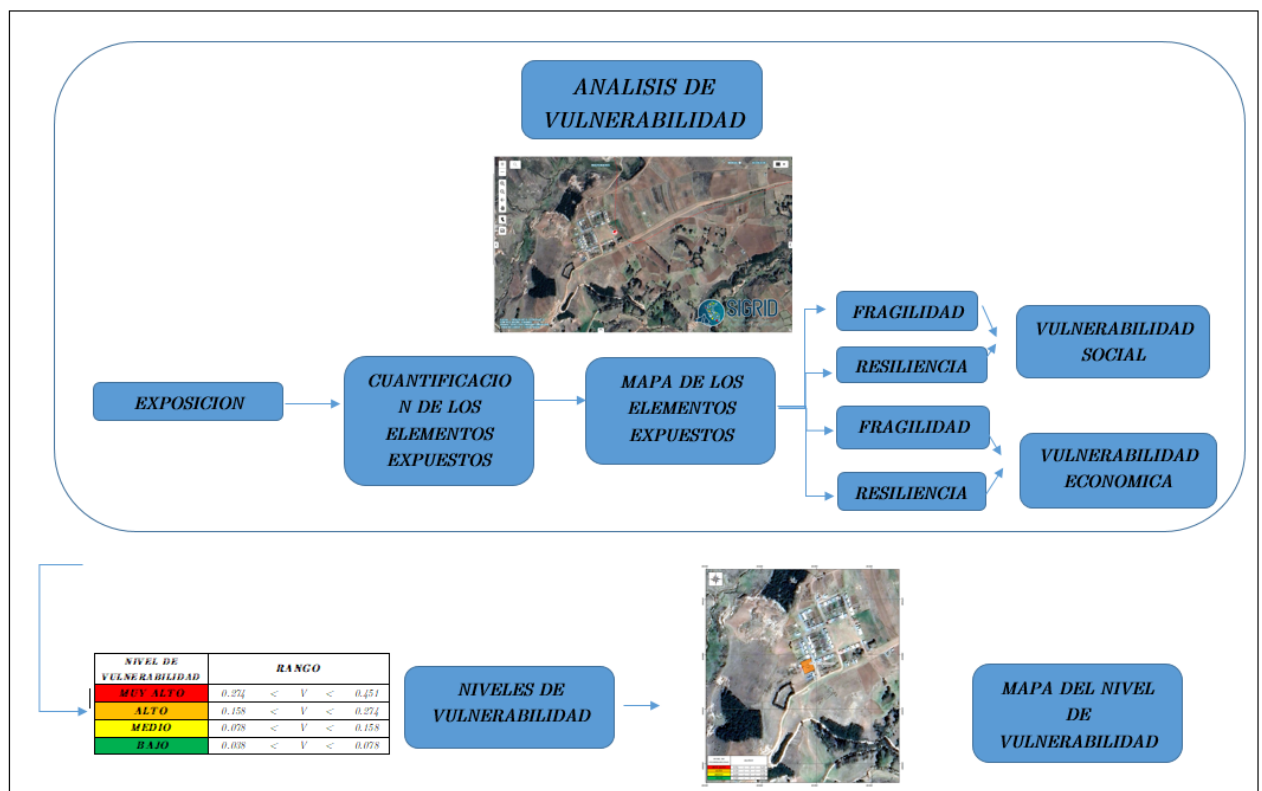 ANALISIS DE
VULNERABILIDAD
SIGRID
EXPOSICION
CUANTIFICACIO
N DE LOS
ELEMENTOS
EXPUESTOS
MAPA DE LOS
ELEMENTOS
EXPUESTOS
FRAGILIDAD
RESILIENCIA
VULNERABILIDAD
SOCIAL
FRAGILIDAD
RESILIENCIA
VULNERABILIDAD
ECONOMICA
NIVEL DE
VULNERABILIDAD
RANGO
MUY ALTO 0.274 < V < 0.451
ALTO 0.158 < V < 0.274
MEDIO 0.078 < V < 0.158
BAJO 0.038 < V < 0.078
NIVELES DE
VULNERABILIDAD
MAPA DEL NIVEL
DE
VULNERABILIDAD